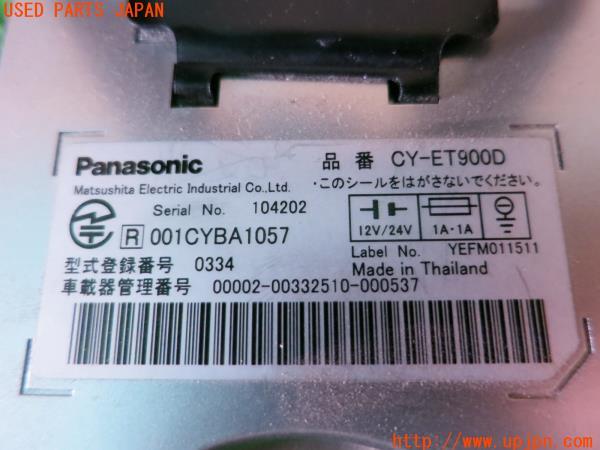 USED PARTS JAPAN
Panasonic
品番 CY-ET900D
Matsushita Electric Industrial Co.,Ltd.
・このシールをはがさないでください。
Serial No. 104202
R 001CYBA1057
12V/24V
1A・1A
Label No. YEFM011511
型式登録番号 0334
Made in Thailand
車載器管理番号 00002-00332510-000537
http://www.upjpn.com/